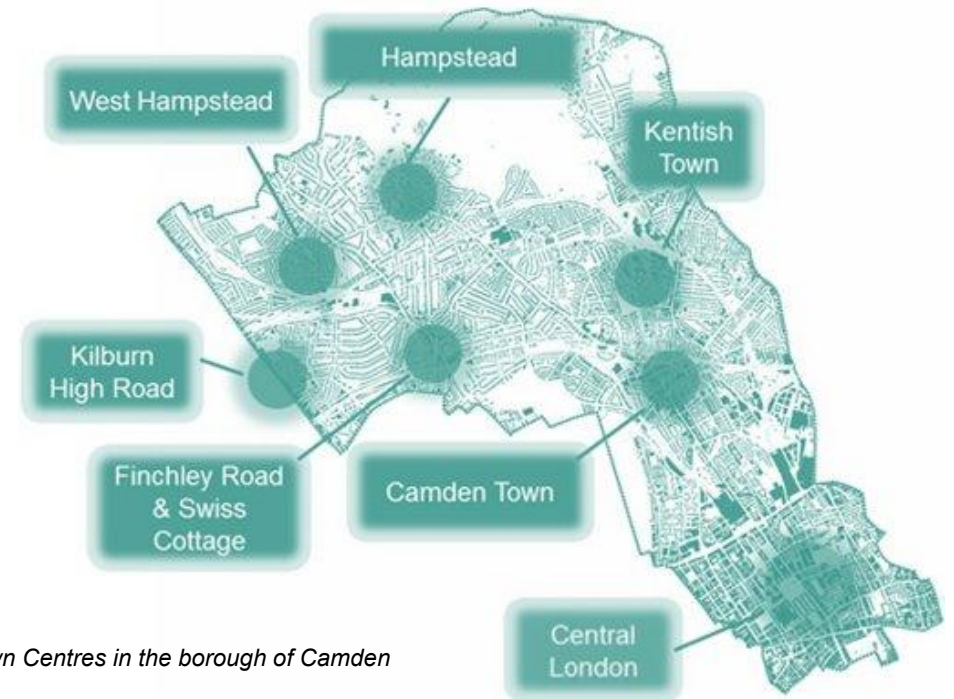 Hampstead
West Hampstead
Kentish
Town
Kilburn
High Road
Finchley Road
& Swiss
Cottage
Camden Town
Central
London
Centres in the borough of Camden